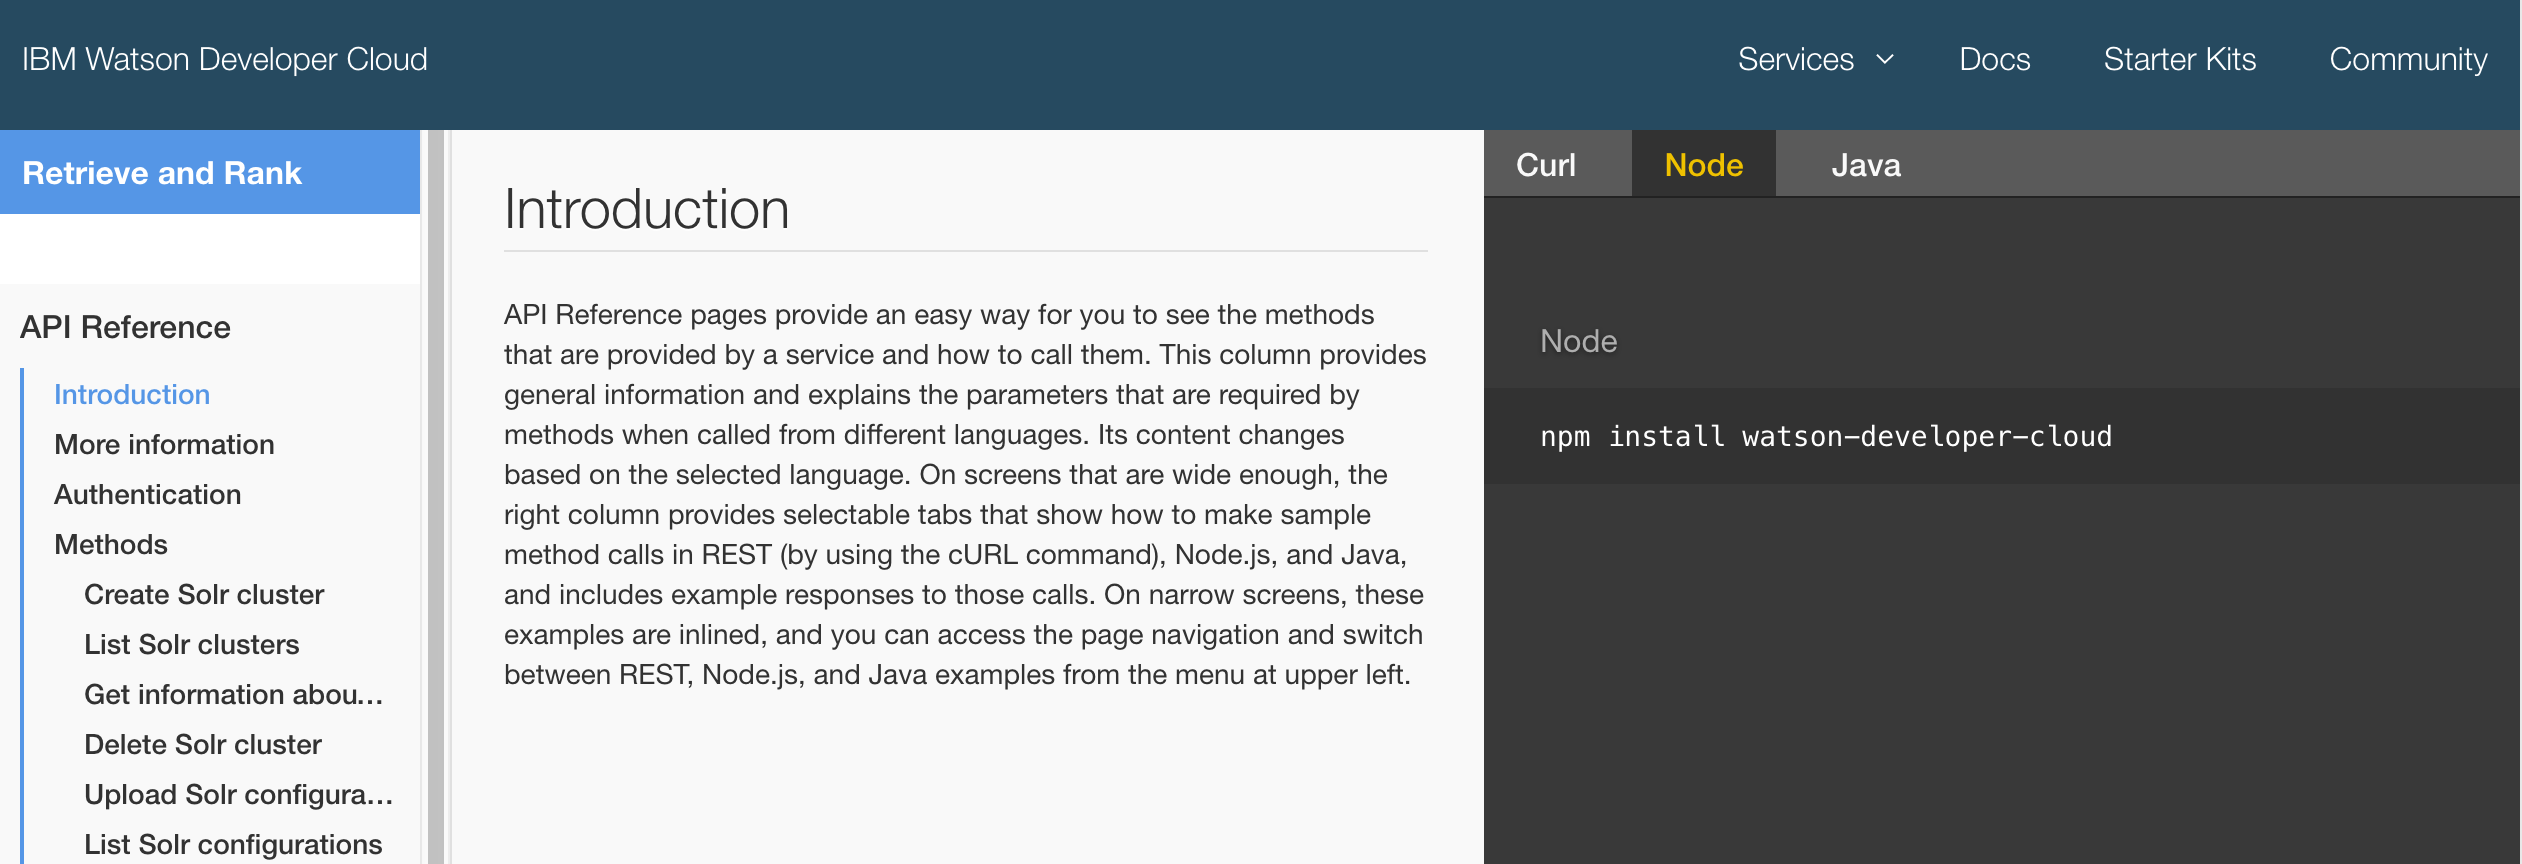 IBM Watson Developer Cloud
Services
Docs
Starter Kits
Community
Retrieve and Rank
API Reference
Introduction
More information
Authentication
Methods
Create Solr cluster
List Solr clusters
Get information abou...
Delete Solr cluster
Upload Solr configura...
List Solr configurations
Introduction
API Reference pages provide an easy way for you to see the methods
that are provided by a service and how to call them. This column provides
general information and explains the parameters that are required by
methods when called from different languages. Its content changes
based on the selected language. On screens that are wide enough, the
right column provides selectable tabs that show how to make sample
method calls in REST (by using the cURL command), Node.js, and Java,
and includes example responses to those calls. On narrow screens, these
examples are inlined, and you can access the page navigation and switch
between REST, Node.js, and Java examples from the menu at upper left.
Curl
Node
Java
Node
npm install watson-developer-cloud